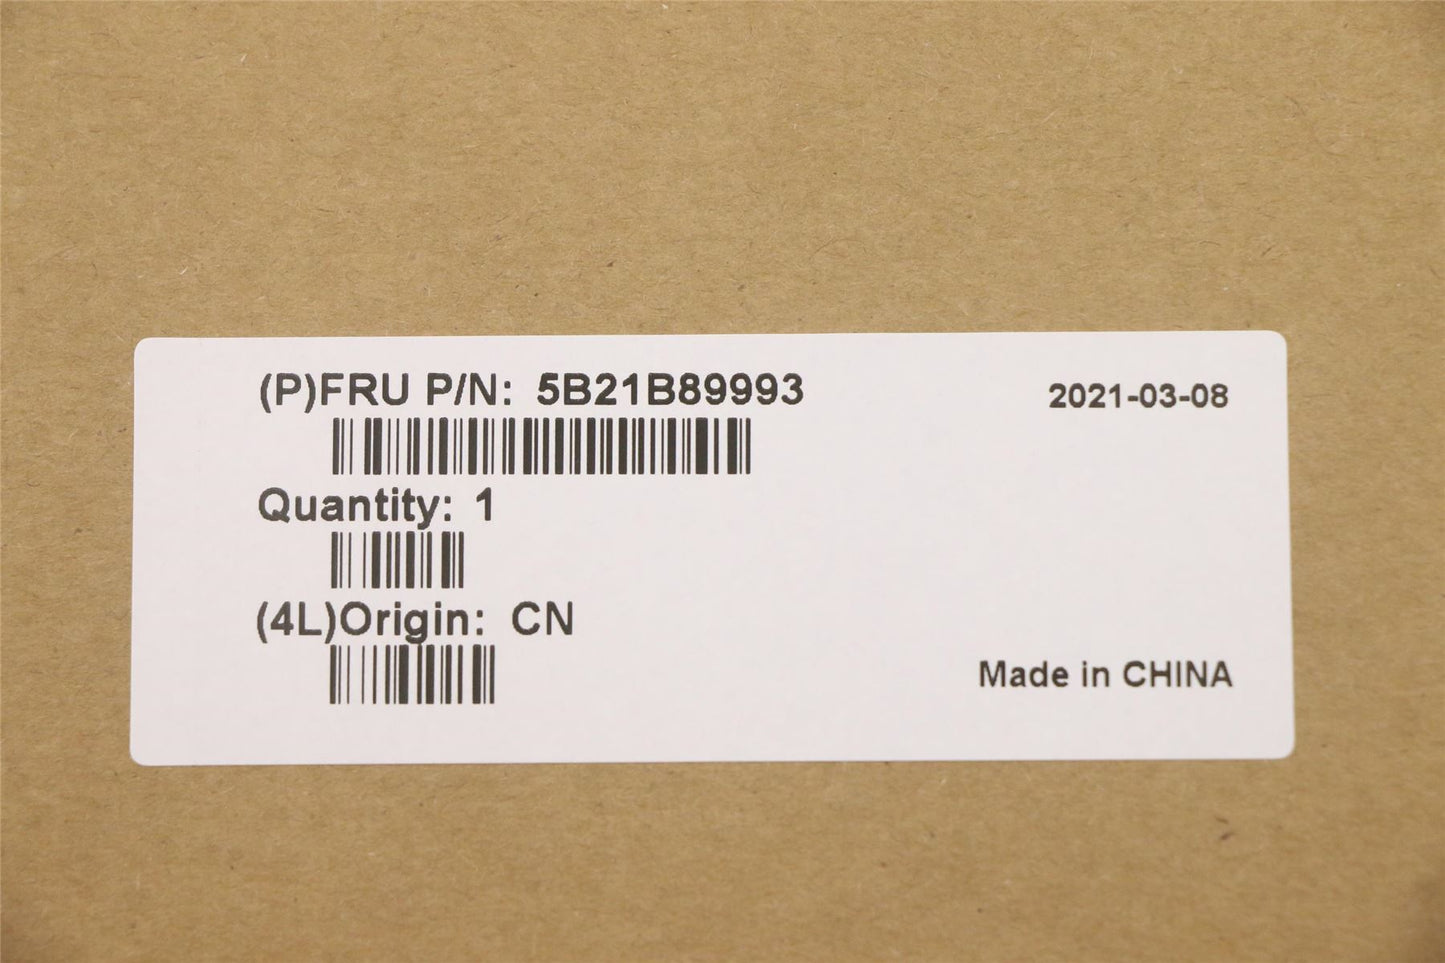 (P)FRU P/N: 5B21B89993
2021-03-08
Quantity: 1
(4L)Origin: CN
Made in CHINA